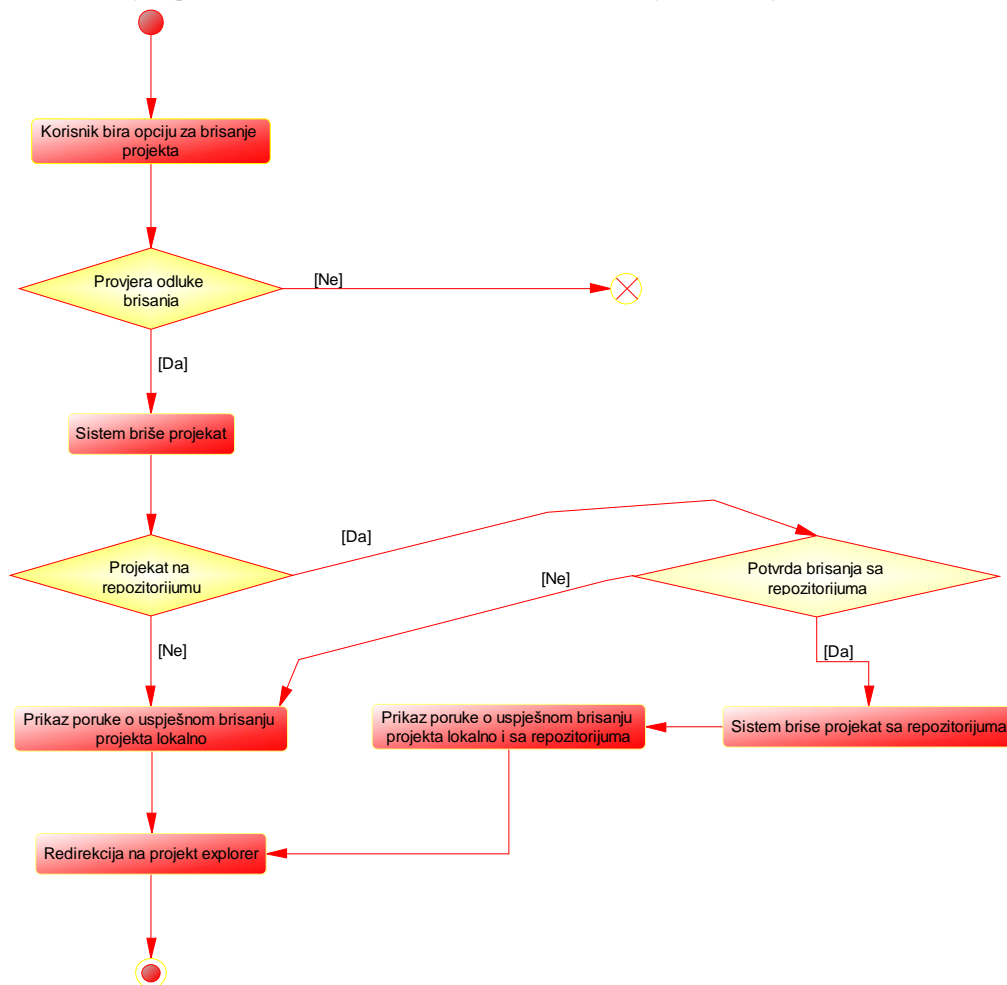 Korisnik bira opciju za brisanje
projekta
Provjera odluke
brisanja
[Ne]
[Da]
Sistem briše projekat
Projekat na
repozitorijumu
[Da]
Potvrda brisanja sa
repozitorijuma
[Ne]
[Ne]
[Da]
Prikaz poruke o uspješnom brisanju
projekta lokalno
Prikaz poruke o uspješnom brisanju
projekta lokalno i sa repozitorijuma
Sistem brise projekat sa repozitorijuma
Redirekcija na projekt explorer